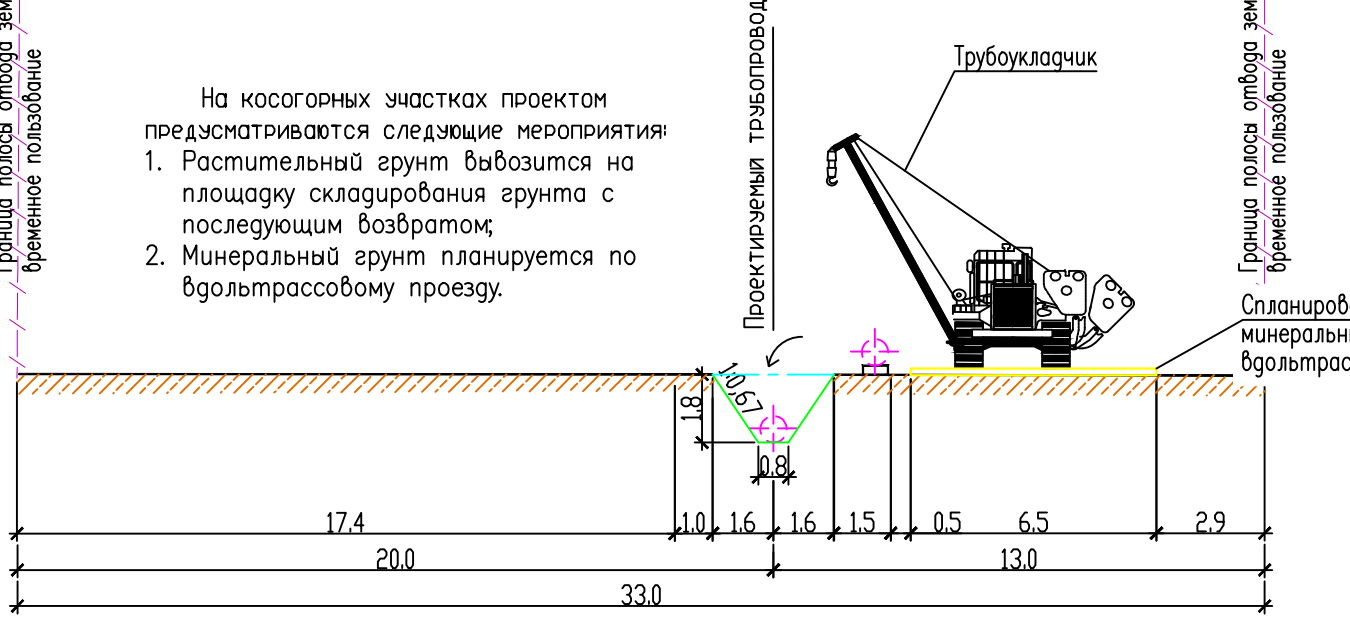 Граница полосы отвода зем
временное пользование
На косогорных участках проектом
предусматриваются следующие мероприятия:
1. Растительный грунт вывозится на
площадку складирования грунта с
последующим возвратом;
2. Минеральный грунт планируется по
вдольтрассовому проезду.
Проектируемый трубопровод
Трубоукладчик
Граница полосы отвода зем
временное пользование
Спланиров
минеральн
вдольтрас
1:0,67
1.8
0.8
17.4
1.0
1.6
1.6
1.5
0.5
6.5
2.9
20.0
13.0
33.0